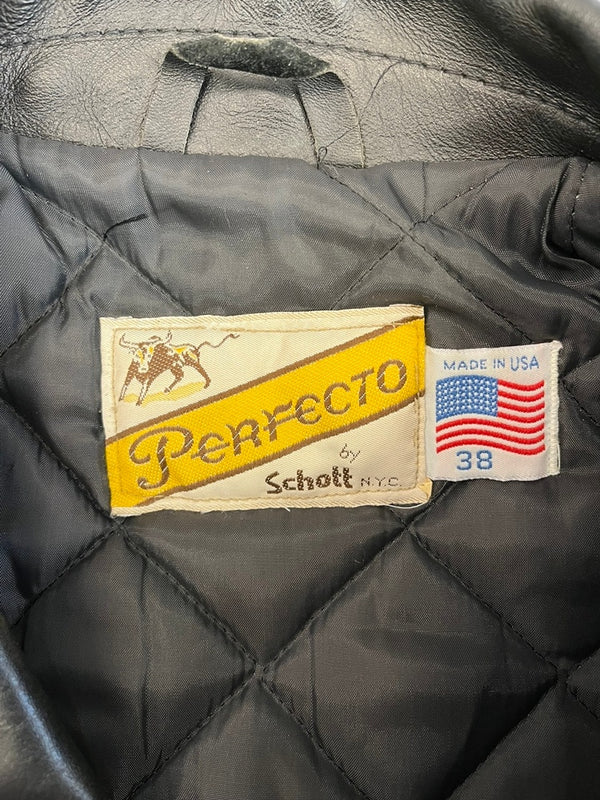 PERFECTO
by
Schott N.Y.C.
MADE IN USA
38